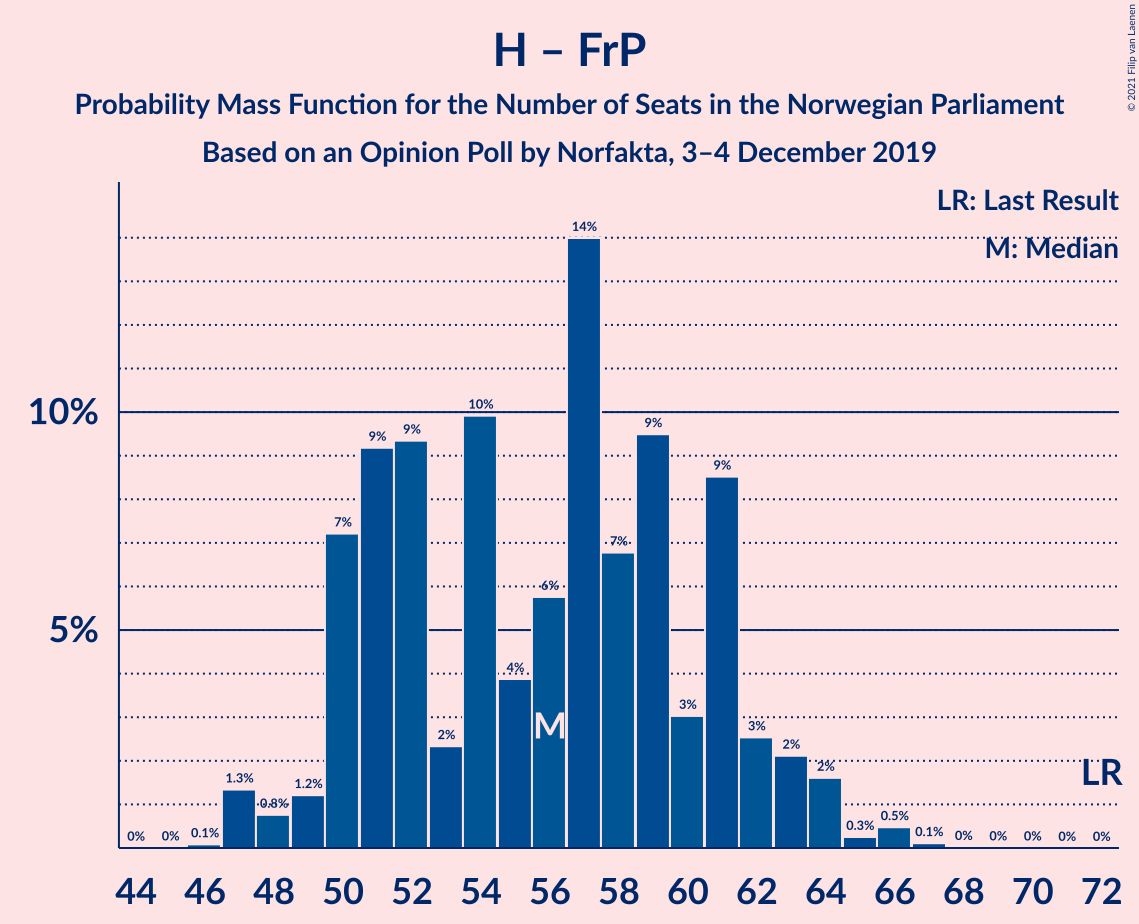 H – FrP
Probability Mass Function for the Number of Seats in the Norwegian Parliament
Based on an Opinion Poll by Norfakta, 3–4 December 2019
© 2021 Filip van Laenen
LR: Last Result
M: Median
10%
5%
0% 0% 0.1% 1.3% 0.8% 1.2% 7% 9% 9% 2% 10% 4% 6% 14% 7% 9% 3% 9% 3% 2% 2% 0.3% 0.5% 0.1% 0% 0% 0% 0% 0%
M
LR
44 46 48 50 52 54 56 58 60 62 64 66 68 70 72